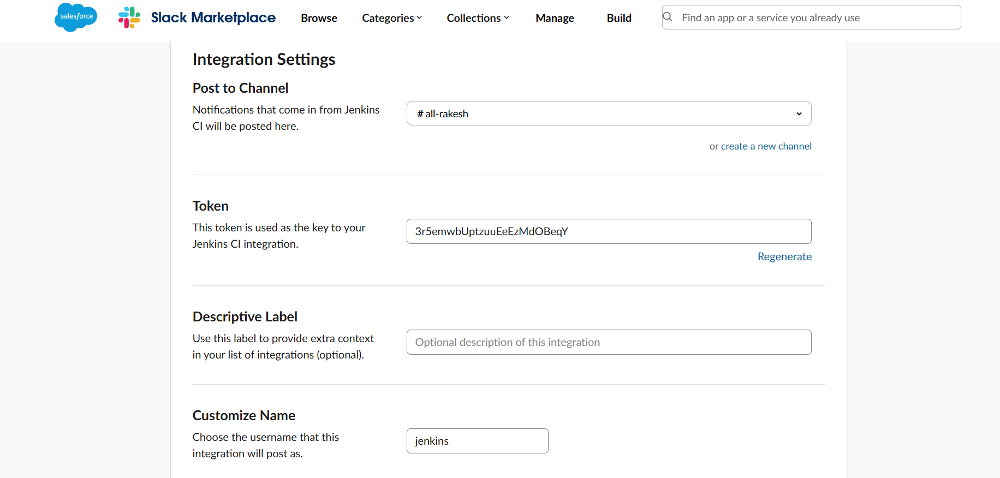 salesforce
Slack Marketplace
Browse
Categories
Collections
Manage
Build
Find an app or a service you already use
Integration Settings
Post to Channel
Notifications that come in from Jenkins
CI will be posted here.
# all-rakesh
or create a new channel
Token
This token is used as the key to your
Jenkins CI integration.
3r5emwbUptzuuEeEzMdOBeqY
Regenerate
Descriptive Label
Use this label to provide extra context
in your list of integrations (optional).
Optional description of this integration
Customize Name
Choose the username that this
integration will post as.
jenkins